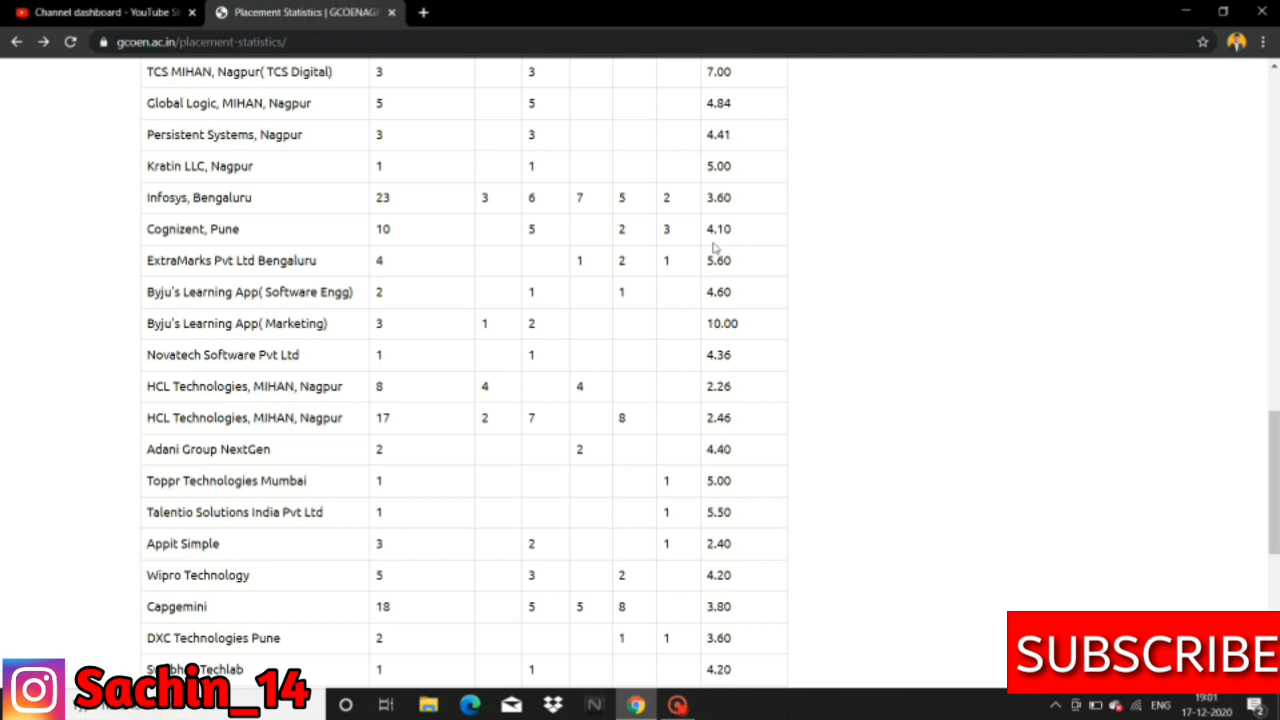 Channel dashboard - YouTube St
Placement Statistics | GCOENAG
gcoen.ac.in/placement-statistics/
TCS MIHAN, Nagpur( TCS Digital) 3 3 7.00
Global Logic, MIHAN, Nagpur 5 5 4.84
Persistent Systems, Nagpur 3 3 4.41
Kratin LLC, Nagpur 1 1 5.00
Infosys, Bengaluru 23 3 6 7 5 2 3.60
Cognizent, Pune 10 5 2 3 4.10
ExtraMarks Pvt Ltd Bengaluru 4 1 2 1 5.60
Byju's Learning App( Software Engg) 2 1 1 4.60
Byju's Learning App( Marketing) 3 1 2 10.00
Novatech Software Pvt Ltd 1 1 4.36
HCL Technologies, MIHAN, Nagpur 8 4 4 2.26
HCL Technologies, MIHAN, Nagpur 17 2 7 8 2.46
Adani Group NextGen 2 2 4.40
Toppr Technologies Mumbai 1 1 5.00
Talentio Solutions India Pvt Ltd 1 1 5.50
Appit Simple 3 2 1 2.40
Wipro Technology 5 3 2 4.20
Capgemini 18 5 5 8 3.80
DXC Technologies Pune 2 1 1 3.60
Techlab 1 1 4.20
SUBSCRIBE
Sachin_14
ENG
19:01
17-12-2020
2